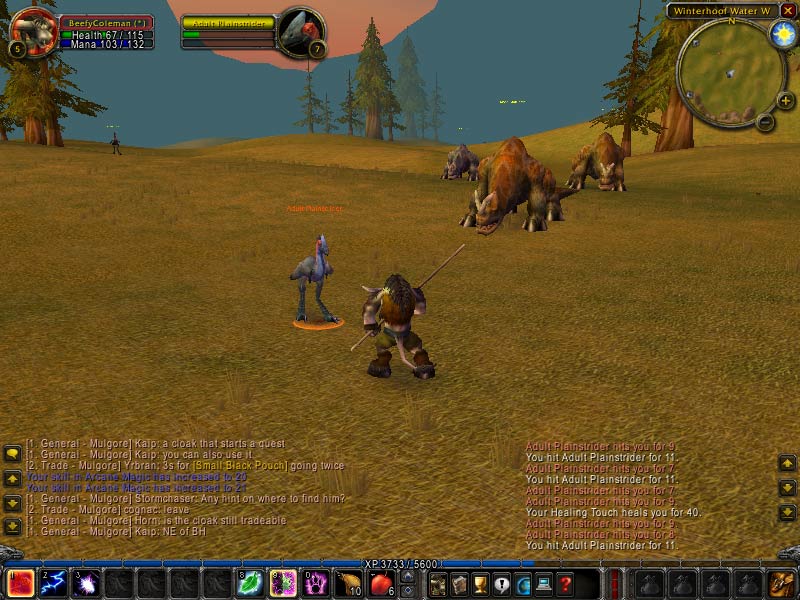 BeefyColeman (*)
Health 67 / 115
Mana 103 / 132
5
Adult Plainstrider
7
Winterhoof Water W
N
Adult Plainstrider
[1. General - Mulgore] Kaip: a cloak that starts a quest
[1. General - Mulgore] Kaip: you can also use it
[2. Trade - Mulgore] Yrbran: 3s for [Small Black Pouch] going twice
Your skill in Arcane Magic has increased to 20
Your skill in Arcane Magic has increased to 21
[1. General - Mulgore] Stormchaser: Any hint on where to find him?
[2. Trade - Mulgore] cognac: leave
[1. General - Mulgore] Horn: is the cloak still tradeable
[1. General - Mulgore] Kaip: NE of BH
Adult Plainstrider hits you for 9.
You hit Adult Plainstrider for 11.
Adult Plainstrider hits you for 7.
You hit Adult Plainstrider for 11.
Adult Plainstrider hits you for 7.
Adult Plainstrider hits you for 9.
Your Healing Touch heals you for 40.
Adult Plainstrider hits you for 9.
Adult Plainstrider hits you for 8.
You hit Adult Plainstrider for 11.
XP 3733 / 5600
1 2 3 8 9 0 10 6